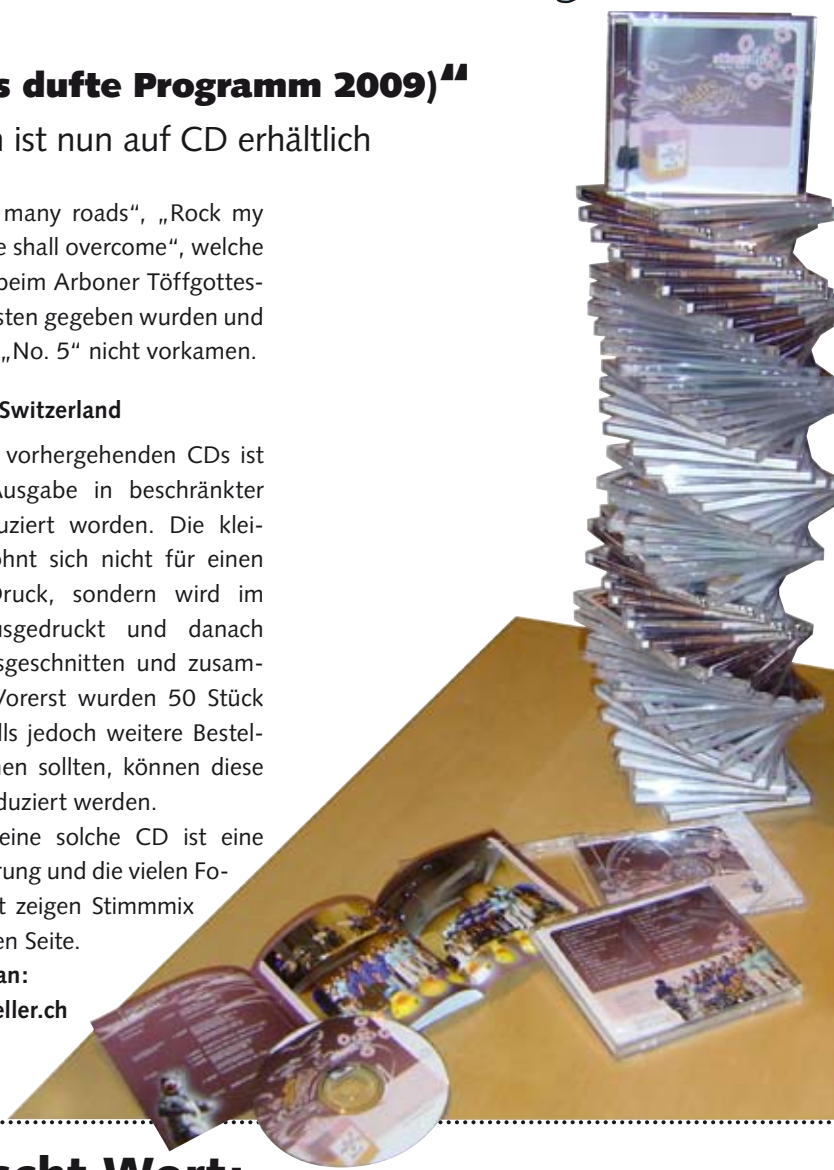 s dufte Programm 2009)“
n ist nun auf CD erhältlich
many roads“, „Rock my
e shall overcome“, welche
beim Arboner Töffgottes-
sten gegeben wurden und
„No. 5“ nicht vorkamen.
Switzerland
vorhergehenden CDs ist
Ausgabe in beschränkter
uziert worden. Die klei-
ohnt sich nicht für einen
Druck, sondern wird im
usgedruckt und danach
sgeschnitten und zusam-
Vorerst wurden 50 Stück
lls jedoch weitere Bestel-
nen sollten, können diese
duziert werden.
eine solche CD ist eine
rung und die vielen Fo-
t zeigen Stimmmix
en Seite.
an:
eller.ch
scht Wort: